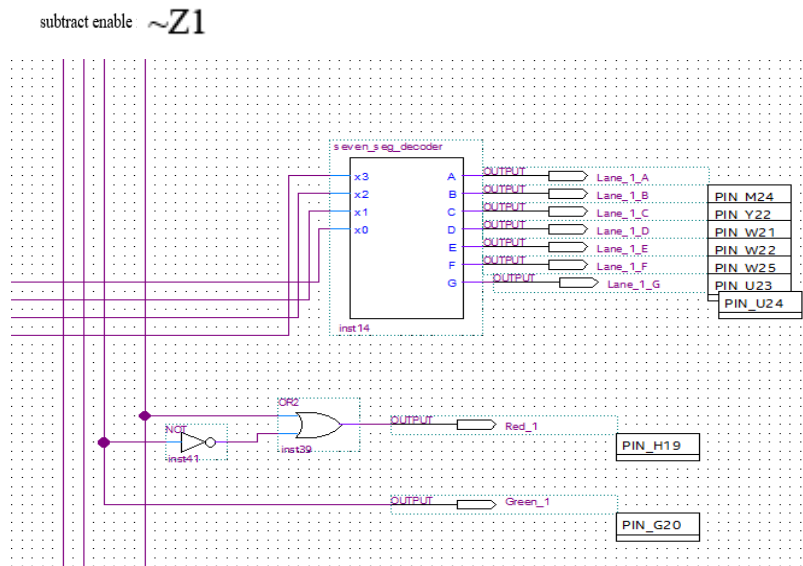 subtract enable ~Z1
seven_seg_decoder
x3 A OUTPUT Lane_1_A
x2 B OUTPUT Lane_1_B PIN_M24
x1 C OUTPUT Lane_1_C PIN_Y22
x0 D OUTPUT Lane_1_D PIN_W21
E OUTPUT Lane_1_E PIN_W22
F OUTPUT Lane_1_F PIN_W25
G OUTPUT Lane_1_G PIN_U23
PIN_U24
inst14
OR2
OUTPUT Red_1
NOT
inst39
PIN_H19
inst41
OUTPUT Green_1
PIN_G20